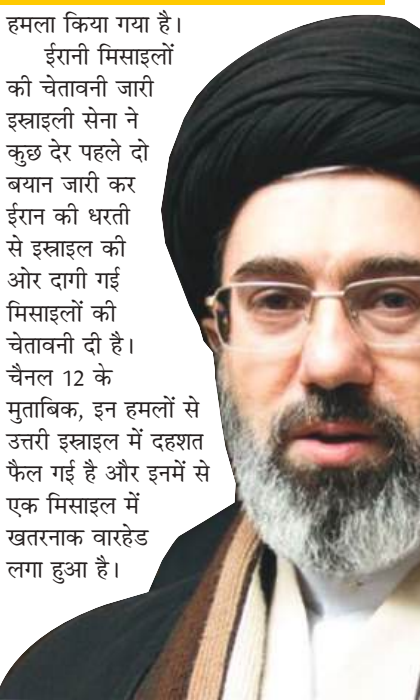 हमला किया गया है।
ईरानी मिसाइलों
की चेतावनी जारी
इस्राइली सेना ने
कुछ देर पहले दो
बयान जारी कर
ईरान की धरती
से इस्राइल की
ओर दागी गई
मिसाइलों की
चेतावनी दी है।
चैनल 12 के
मुताबिक, इन हमलों से
उत्तरी इस्राइल में दहशत
फैल गई है और इनमें से
एक मिसाइल में
खतरनाक वारहेड
लगा हुआ है।